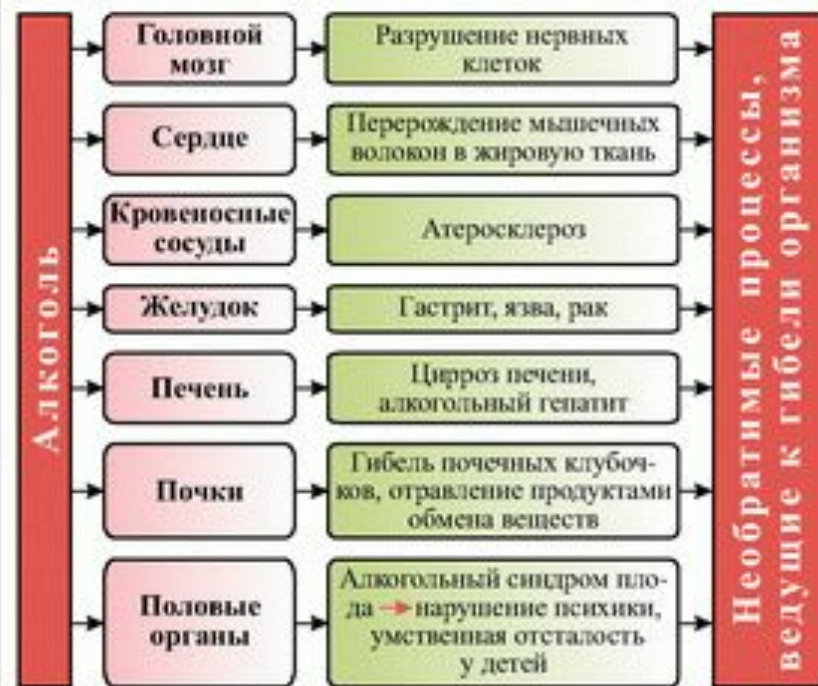 Алкоголь
Головной
мозг
Разрушение нервных
клеток
Сердце
Перерождение мышечных
волокон в жировую ткань
Кровеносные
сосуды
Атеросклероз
Желудок
Гастрит, язва, рак
Печень
Цирроз печени,
алкогольный гепатит
Почки
Гибель почечных клубоч-
ков, отравление продуктами
обмена веществ
Половые
органы
Алкогольный синдром пло-
да → нарушение психики,
умственная отсталость
у детей
Необратимые процессы,
ведущие к гибели организма